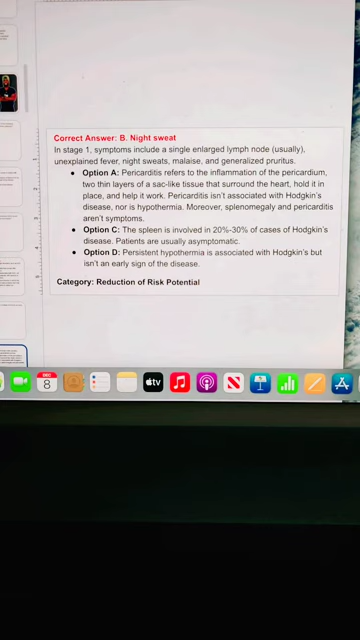 Correct Answer: B. Night sweat
In stage 1, symptoms include a single enlarged lymph node (usually),
unexplained fever, night sweats, malaise, and generalized pruritus.
• Option A: Pericarditis refers to the inflammation of the pericardium,
two thin layers of a sac-like tissue that surround the heart, hold it in
place, and help it work. Pericarditis isn't associated with Hodgkin's
disease, nor is hypothermia. Moreover, splenomegaly and pericarditis
aren't symptoms.
• Option C: The spleen is involved in 20%-30% of cases of Hodgkin's
disease. Patients are usually asymptomatic.
• Option D: Persistent hypothermia is associated with Hodgkin's but
isn't an early sign of the disease.
Category: Reduction of Risk Potential
DEC
8
tv